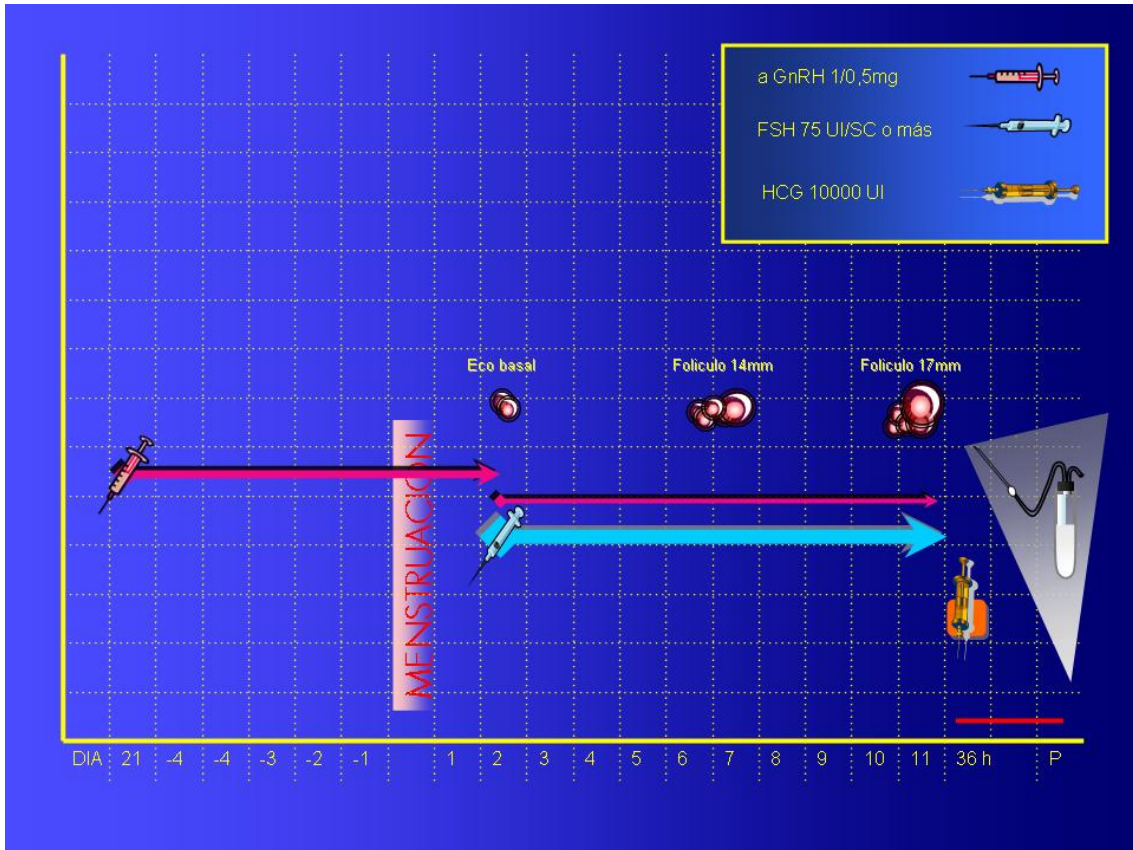 a GnRH 1/0,5mg
FSH 75 UI/SC o más
HCG 10000 UI
Eco basal
Foliculo 14mm
Foliculo 17mm
MENSTRUACION
DIA 21 -4 -4 -3 -2 -1 1 2 3 4 5 6 7 8 9 10 11 36 h P